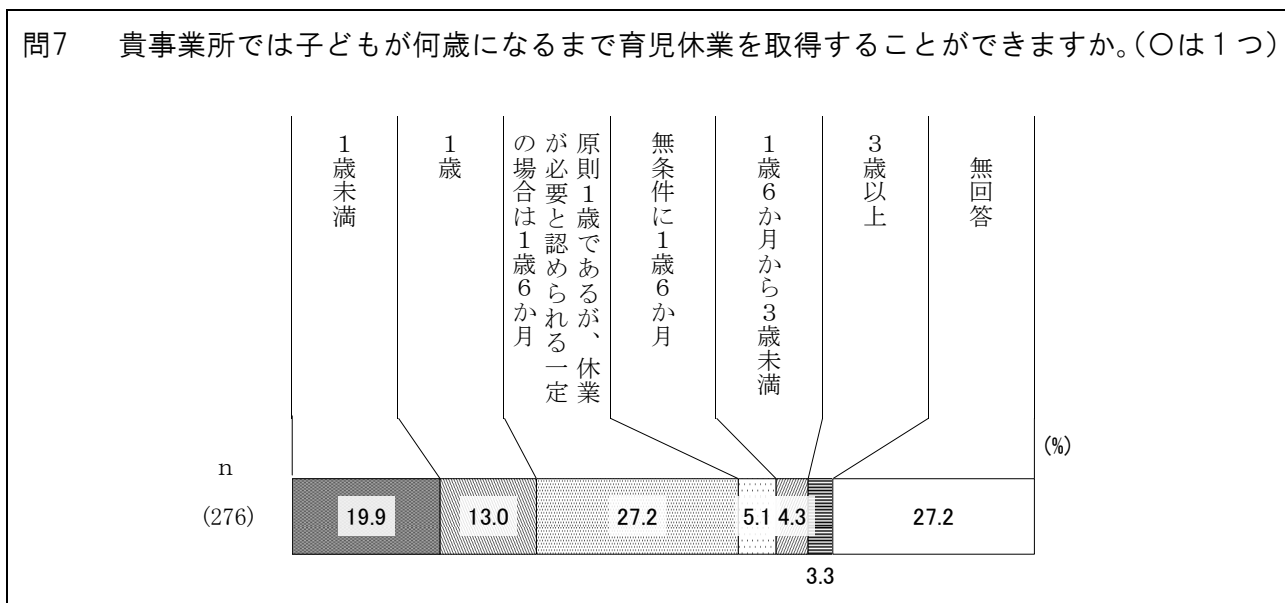 問7 貴事業所では子どもが何歳になるまで育児休業を取得することができますか。(○は１つ)
１歳未満
１歳
原則１歳であるが、休業
が必要と認められる一定
の場合は１歳６か月
無条件に１歳６か月
１歳６か月から３歳未満
３歳以上
無回答
(%)
n
(276)
19.9
13.0
27.2
5.1
4.3
27.2
3.3